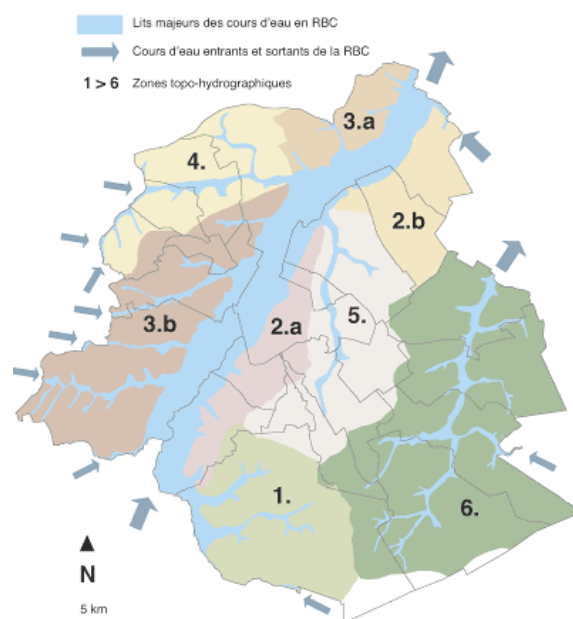 Lits majeurs des cours d'eau en RBC
Cours d'eau entrants et sortants de la RBC
1 > 6 Zones topo-hydrographiques
3.a
4.
2.b
3.b
2.a
5.
1.
6.
N
5 km